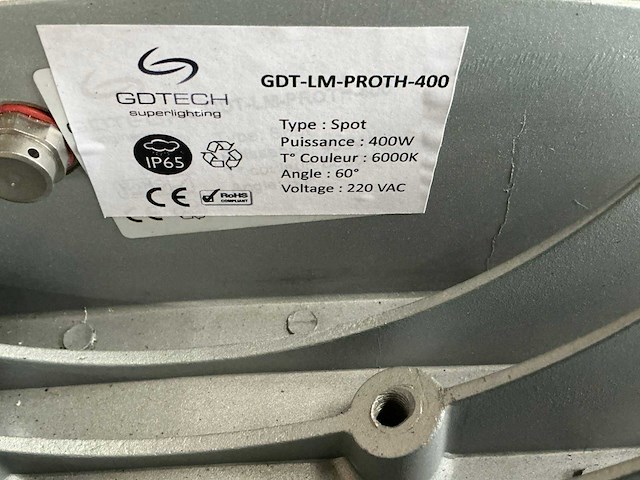 GDTECH
superlighting
GDT-LM-PROTH-400
IP65
CE
RoHS
COMPLIANT
Type : Spot
Puissance : 400W
T° Couleur : 6000K
Angle : 60°
Voltage : 220 VAC